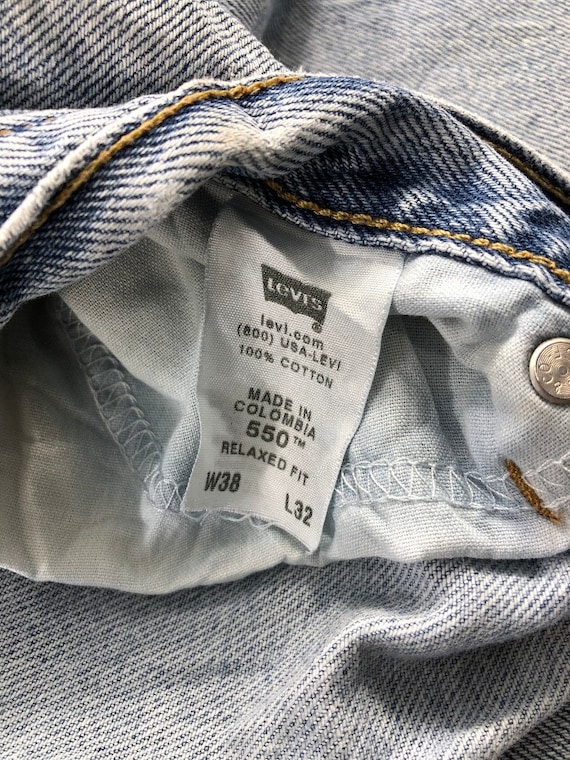 LEVI'S
®
levi.com
(800) USA-LEVI
100% COTTON
MADE IN
COLOMBIA
550™
RELAXED FIT
W38 L32